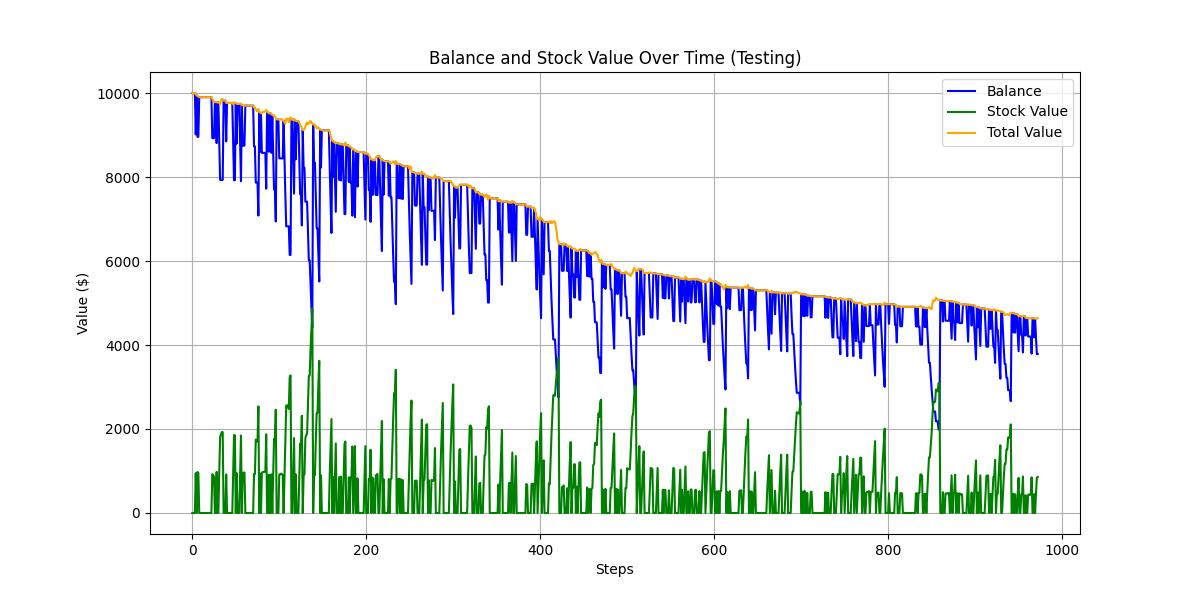 Balance and Stock Value Over Time (Testing)
Balance
Stock Value
Total Value
Value ($)
10000
8000
6000
4000
2000
0
0
200
400
600
800
1000
Steps